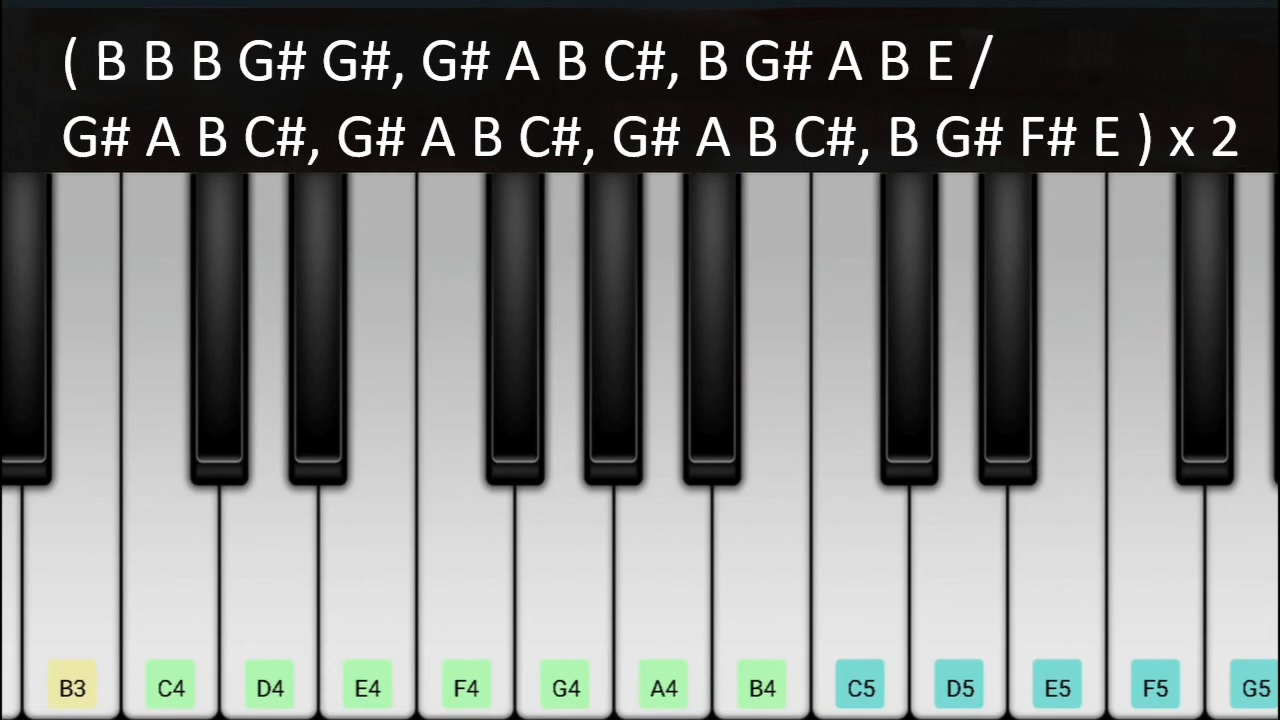 ( B B B G# G#, G# A B C#, B G# A B E /
G# A B C#, G# A B C#, G# A B C#, B G# F# E ) x 2
B3 C4 D4 E4 F4 G4 A4 B4 C5 D5 E5 F5 G5